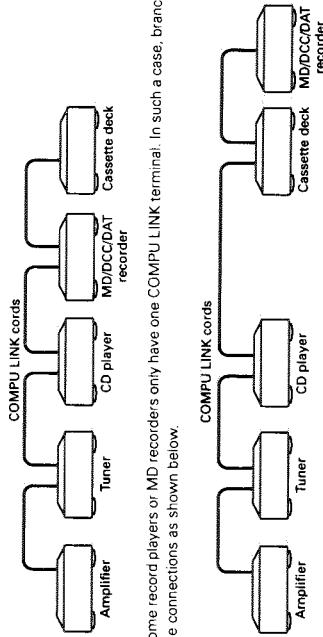 COMPU LINK cords
Amplifier
Tuner
CD player
MD/DCC/DAT
recorder
Cassette deck
ome record players or MD recorders only have one COMPU LINK terminal. In such a case, branc
e connections as shown below.
COMPU LINK cords
Amplifier
Tuner
CD player
Cassette deck
MD/DCC/DAT
recorder